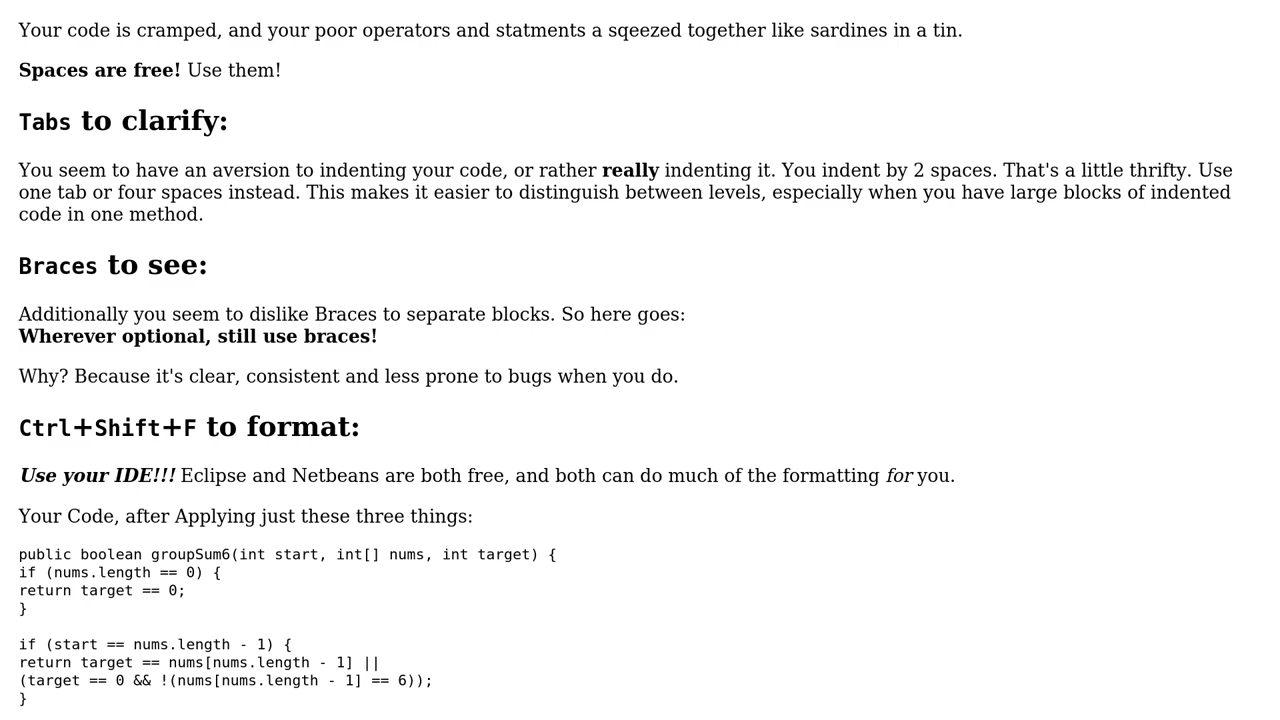 Your code is cramped, and your poor operators and statments a sqeezed together like sardines in a tin.
Spaces are free! Use them!
Tabs to clarify:
You seem to have an aversion to indenting your code, or rather really indenting it. You indent by 2 spaces. That's a little thrifty. Use
one tab or four spaces instead. This makes it easier to distinguish between levels, especially when you have large blocks of indented
code in one method.
Braces to see:
Additionally you seem to dislike Braces to separate blocks. So here goes:
Wherever optional, still use braces!
Why? Because it's clear, consistent and less prone to bugs when you do.
Ctrl+Shift+F to format:
Use your IDE!!! Eclipse and Netbeans are both free, and both can do much of the formatting for you.
Your Code, after Applying just these three things:
public boolean groupSum6(int start, int[] nums, int target) {
if (nums.length == 0) {
return target == 0;
}
if (start == nums.length - 1) {
return target == nums[nums.length - 1] ||
(target == 0 && !(nums[nums.length - 1] == 6));
}